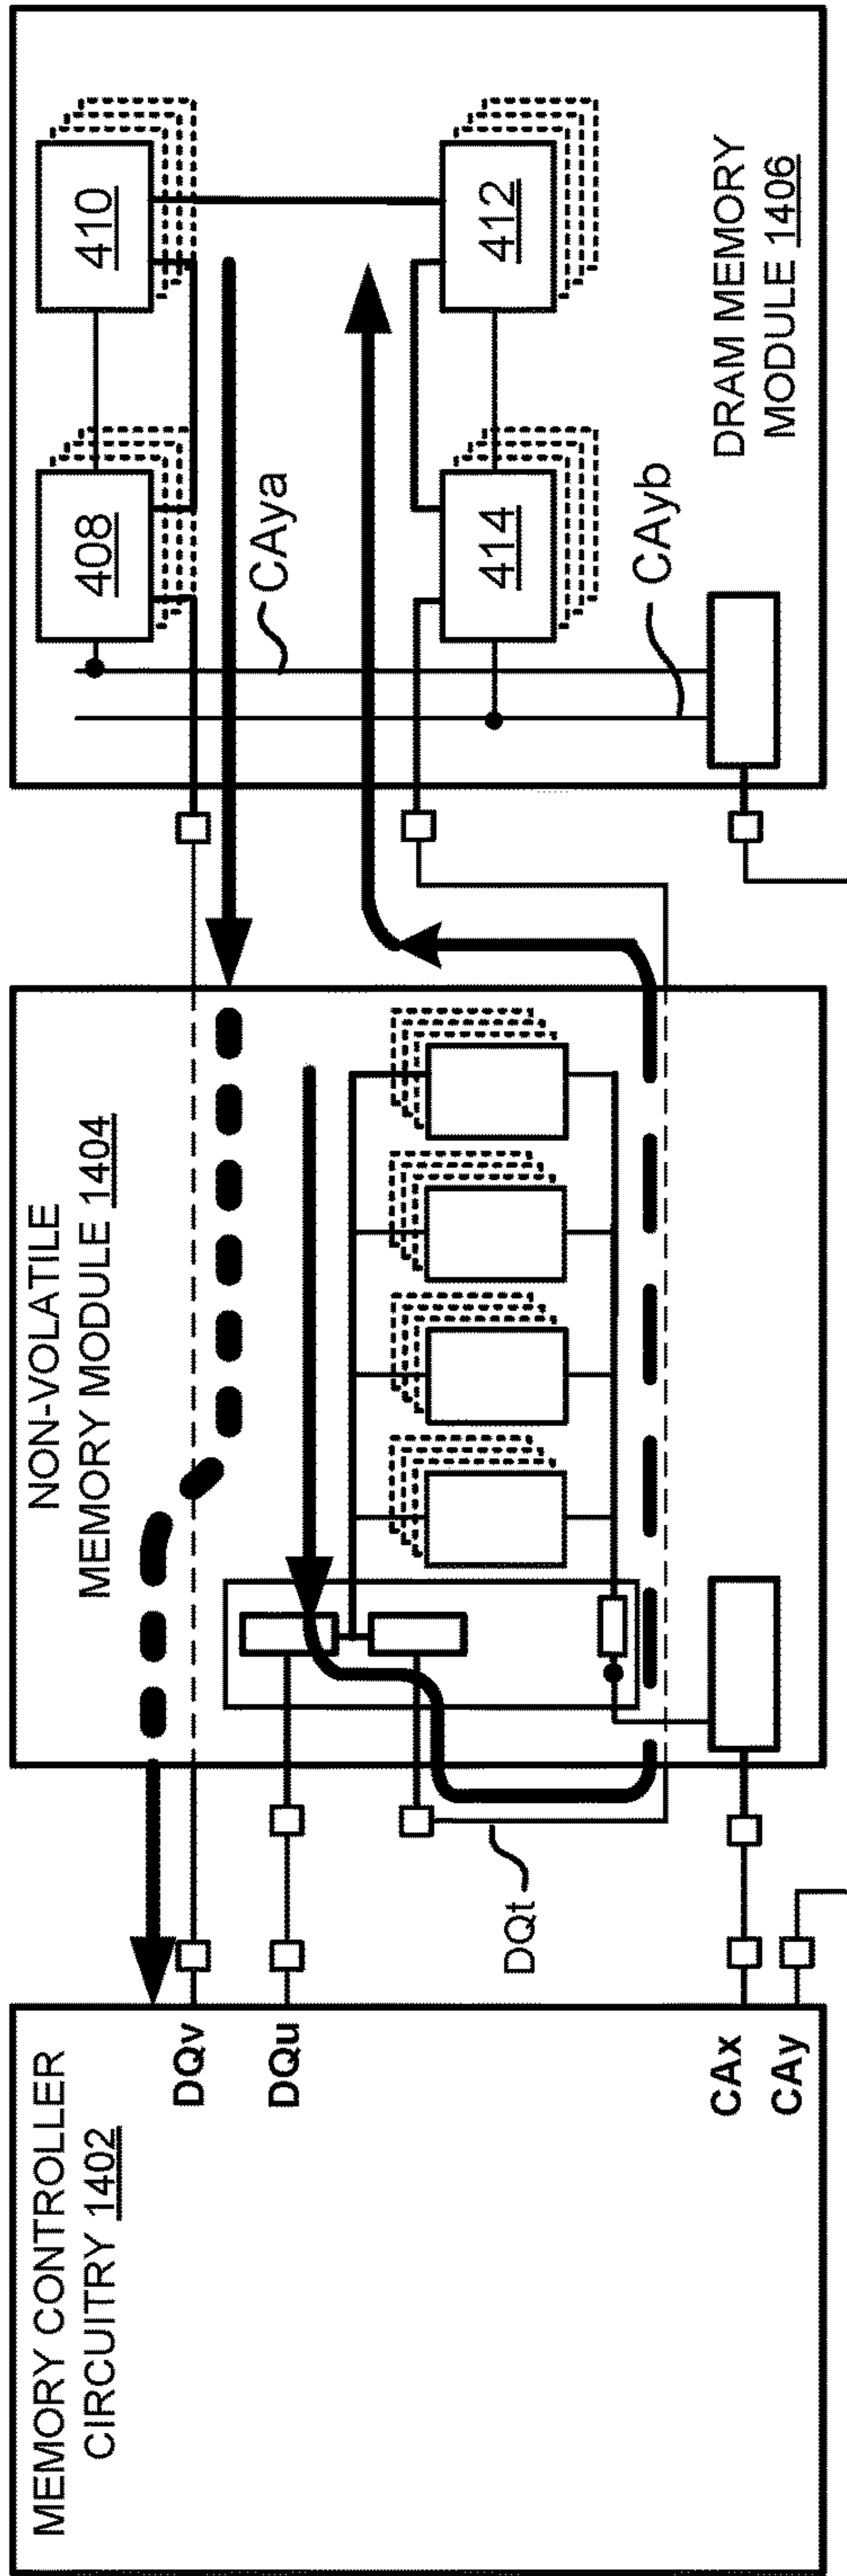 MEMORY CONTROLLER
CIRCUITRY 1402
DQv
DQu
CAx
CAy
DQt
NON-VOLATILE
MEMORY MODULE 1404
408
410
CAya
414
412
CAyb
DRAM MEMORY
MODULE 1406